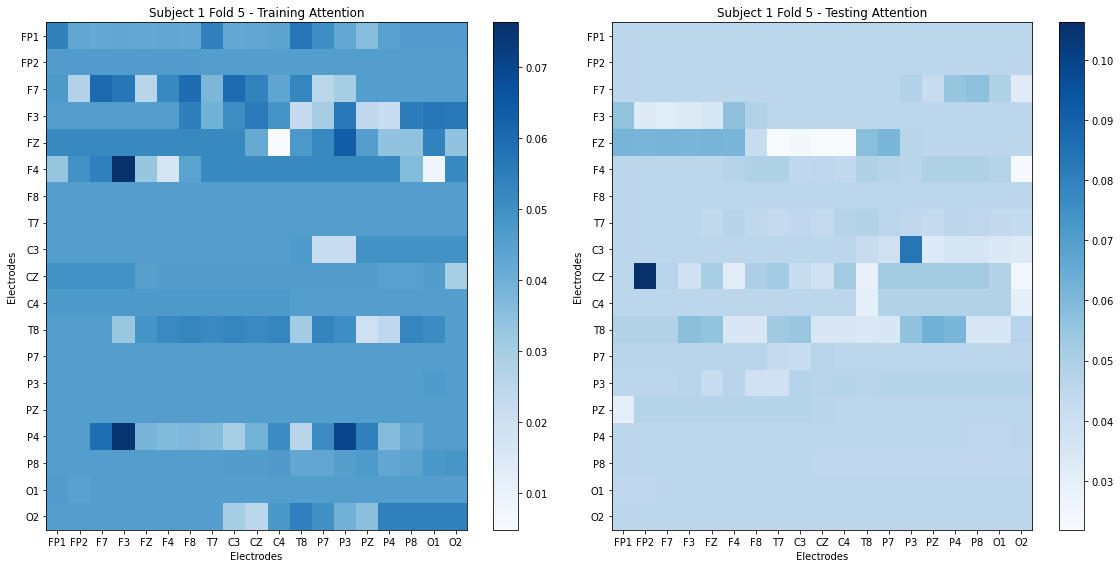 Subject 1 Fold 5 - Training Attention
Electrodes
FP1
FP2
F7
F3
FZ
F4
F8
T7
C3
CZ
C4
T8
P7
P3
PZ
P4
P8
O1
O2
FP1 FP2 F7 F3 FZ F4 F8 T7 C3 CZ C4 T8 P7 P3 PZ P4 P8 O1 O2
Electrodes
0.07
0.06
0.05
0.04
0.03
0.02
0.01
Subject 1 Fold 5 - Testing Attention
Electrodes
FP1
FP2
F7
F3
FZ
F4
F8
T7
C3
CZ
C4
T8
P7
P3
PZ
P4
P8
O1
O2
FP1 FP2 F7 F3 FZ F4 F8 T7 C3 CZ C4 T8 P7 P3 PZ P4 P8 O1 O2
Electrodes
0.10
0.09
0.08
0.07
0.06
0.05
0.04
0.03